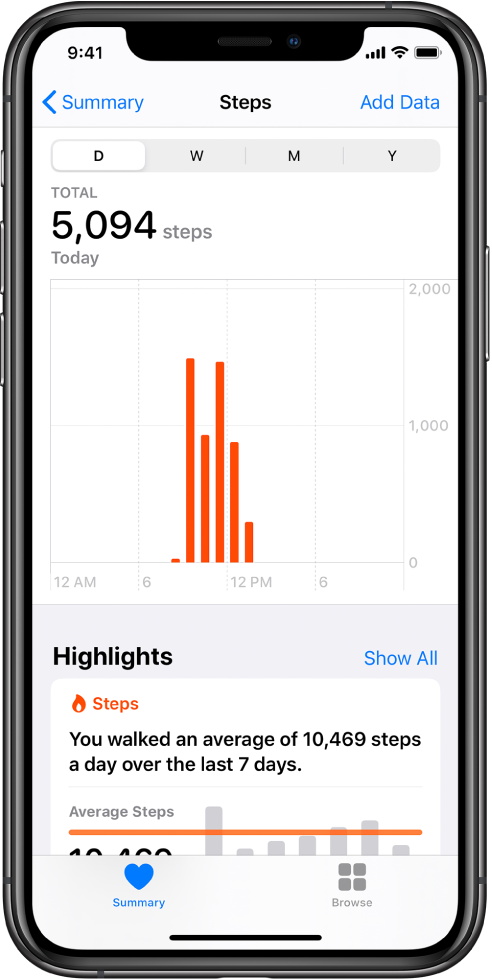 9:41
Summary Steps Add Data
D W M Y
TOTAL
5,094 steps
Today
2,000
1,000
0
12 AM 6 12 PM 6
Highlights Show All
Steps
You walked an average of 10,469 steps
a day over the last 7 days.
Average Steps
10,469
Summary Browse